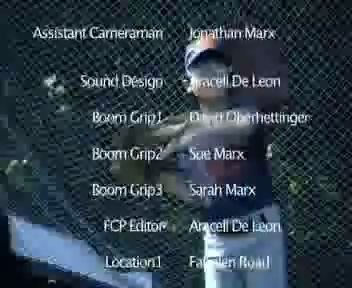 Assistant Cameraman Jonathan Marx
Sound Design Araceli De Leon
Boom Grip1 David Oberhettinger
Boom Grip2 Sue Marx
Boom Grip3 Sarah Marx
FCP Editor Araceli De Leon
Location1 Road